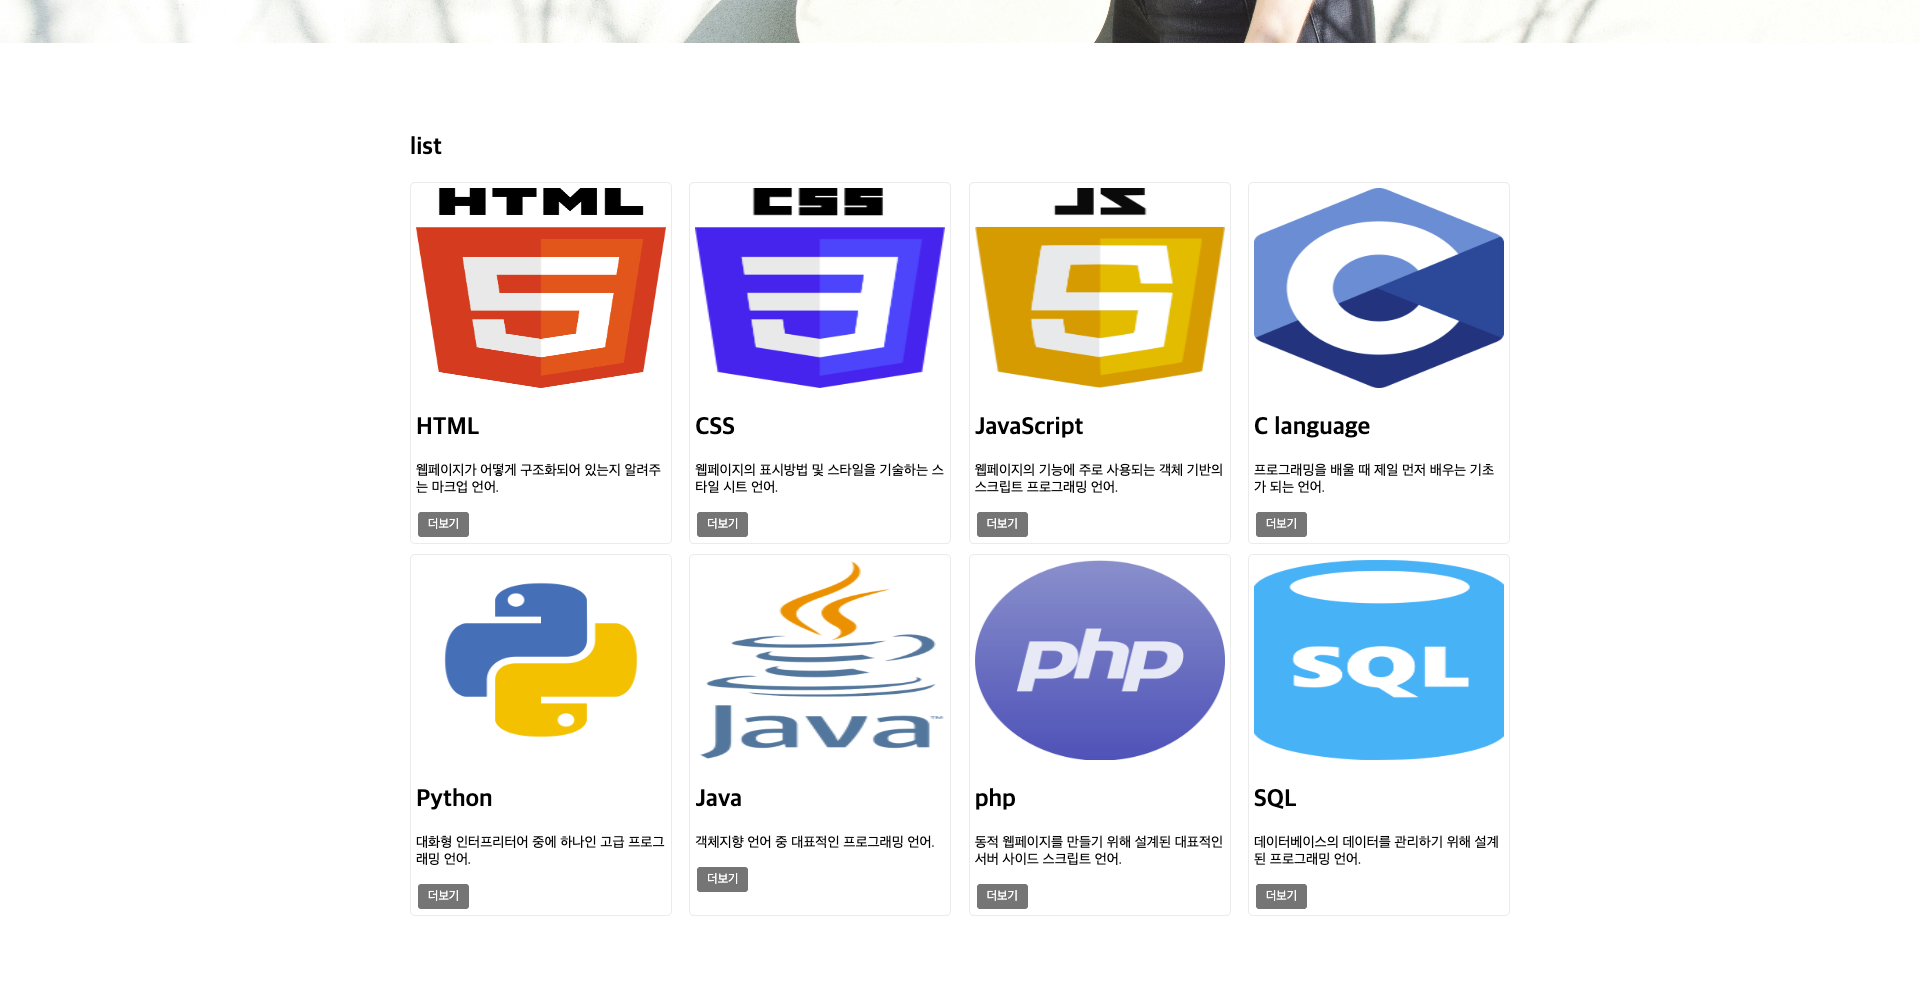 list
HTML
CSS
JS
HTML
웹페이지가 어떻게 구조화되어 있는지 알려주
는 마크업 언어.
더보기
CSS
웹페이지의 표시방법 및 스타일을 기술하는 스
타일 시트 언어.
더보기
JavaScript
웹페이지의 기능에 주로 사용되는 객체 기반의
스크립트 프로그래밍 언어.
더보기
C language
프로그래밍을 배울 때 제일 먼저 배우는 기초
가 되는 언어.
더보기
Java™
php
SQL
Python
대화형 인터프리터어 중에 하나인 고급 프로그
래밍 언어.
더보기
Java
객체지향 언어 중 대표적인 프로그래밍 언어.
더보기
php
동적 웹페이지를 만들기 위해 설계된 대표적인
서버 사이드 스크립트 언어.
더보기
SQL
데이터베이스의 데이터를 관리하기 위해 설계
된 프로그래밍 언어.
더보기